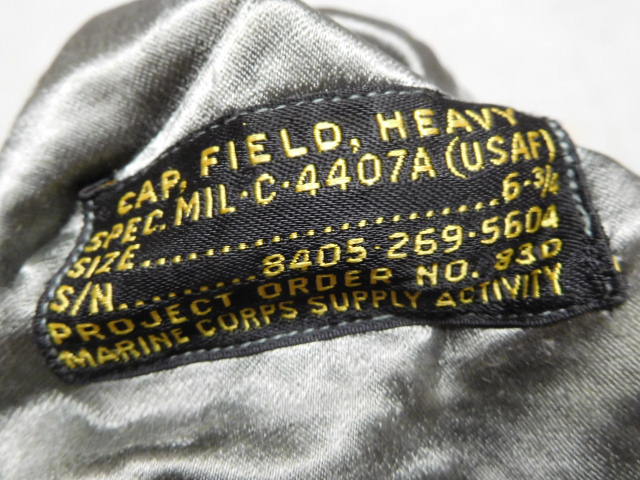 CAP, FIELD, HEAVY
SPEC. MIL-C-4407A (USAF)
SIZE......................6-3/4
S/N.........8405-269-5604
PROJECT ORDER NO. 830
MARINE CORPS SUPPLY ACTIVITY